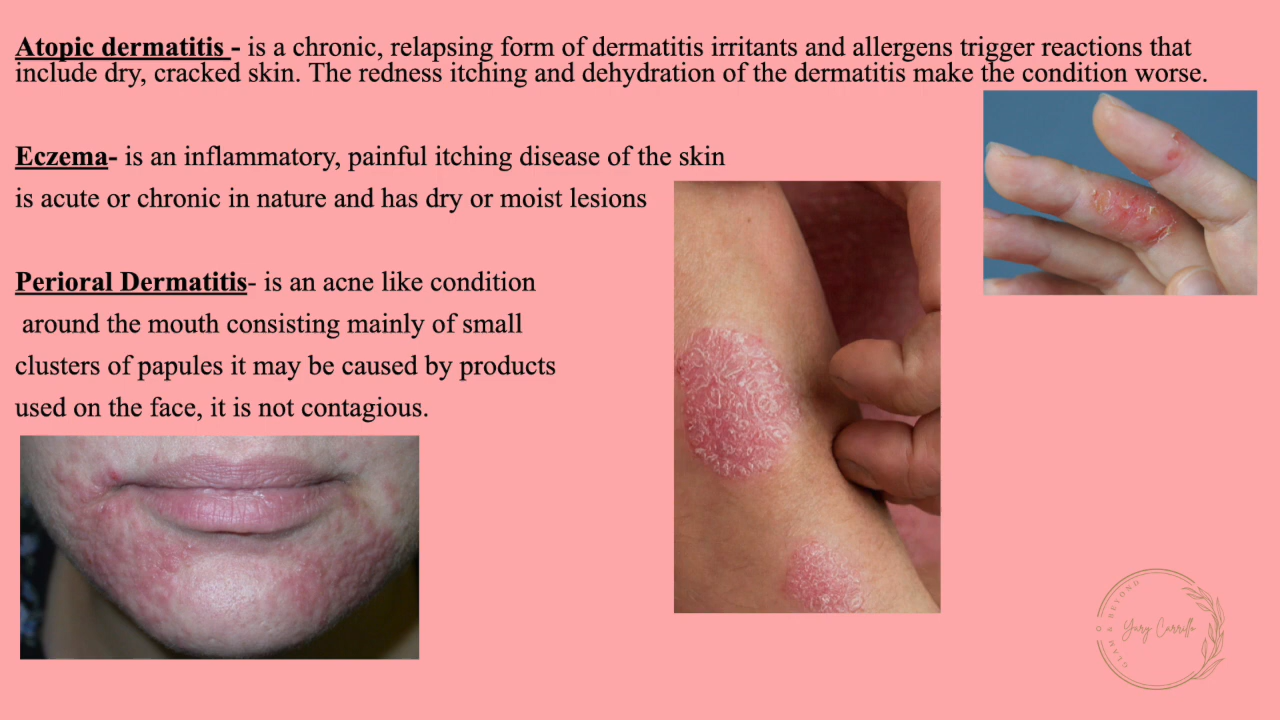 Atopic dermatitis - is a chronic, relapsing form of dermatitis irritants and allergens trigger reactions that
include dry, cracked skin. The redness itching and dehydration of the dermatitis make the condition worse.
Eczema- is an inflammatory, painful itching disease of the skin
is acute or chronic in nature and has dry or moist lesions
Perioral Dermatitis- is an acne like condition
around the mouth consisting mainly of small
clusters of papules it may be caused by products
used on the face, it is not contagious.
GLAM & BEYOND
Yury Carrillo